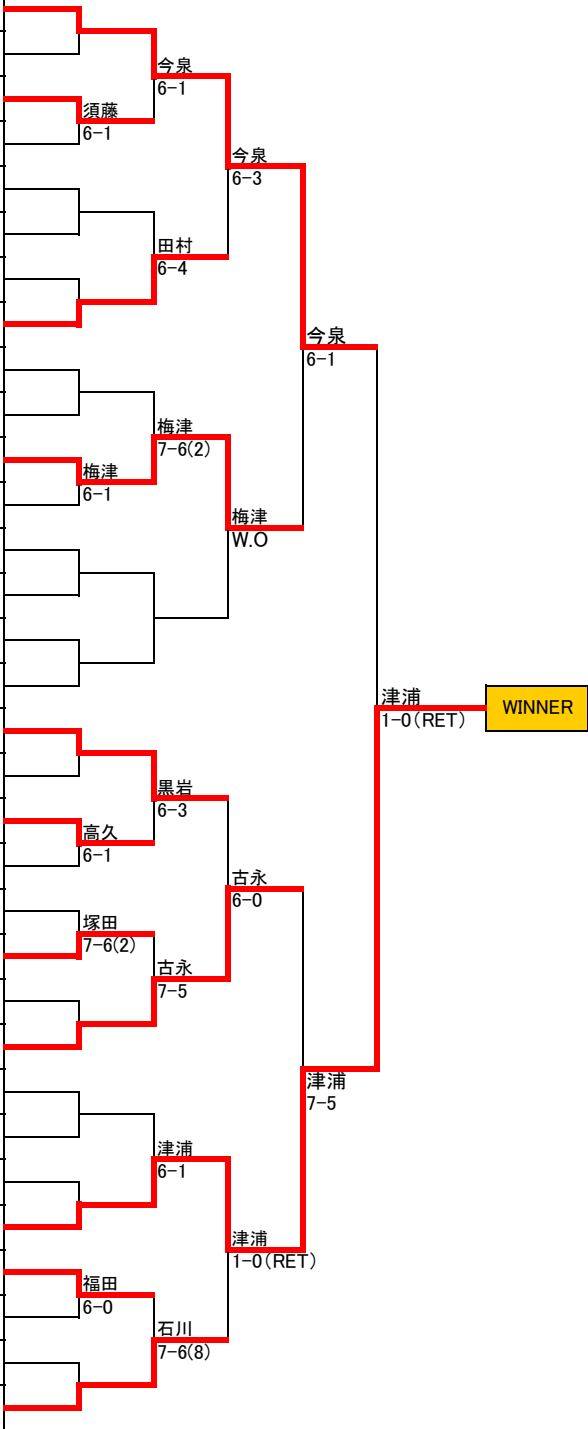 今泉
6-1
須藤
6-1
今泉
6-3
田村
6-4
今泉
6-1
梅津
7-6(2)
梅津
6-1
梅津
W.O
津浦
1-0(RET)
WINNER
黒岩
6-3
高久
6-1
古永
6-0
塚田
7-6(2)
古永
7-5
津浦
7-5
津浦
6-1
津浦
1-0(RET)
福田
6-0
石川
7-6(8)